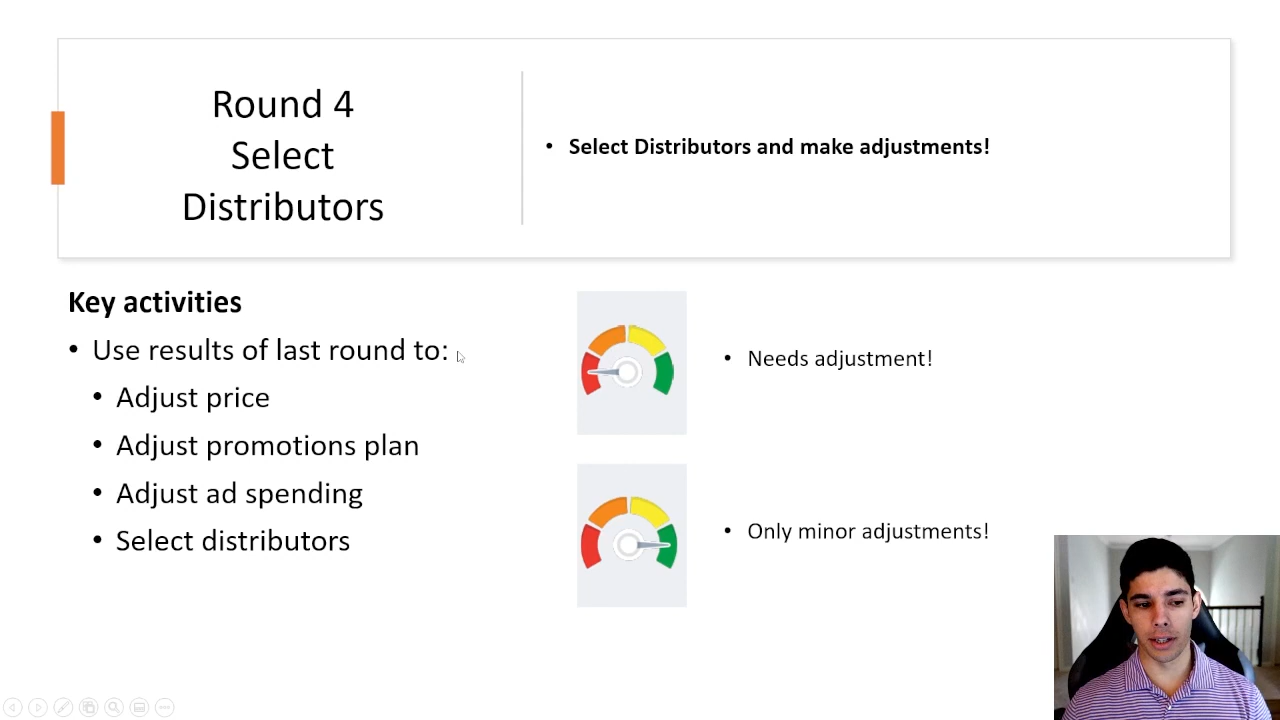 Round 4
Select
Distributors
• Select Distributors and make adjustments!
Key activities
• Use results of last round to:
• Adjust price
• Adjust promotions plan
• Adjust ad spending
• Select distributors
• Needs adjustment!
• Only minor adjustments!